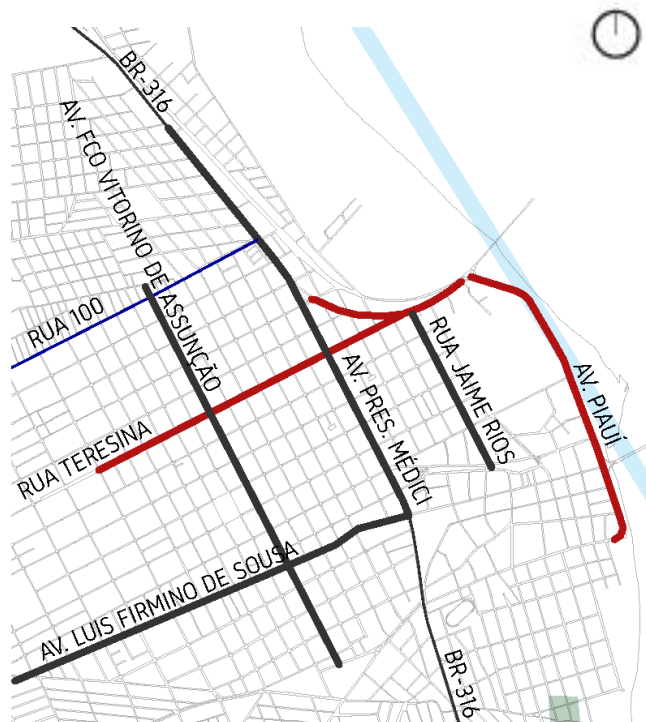 BR-316
AV. FCO VITORINO DE ASSUNÇÃO
RUA 100
RUA JAIME RIOS
AV. PRES. MÉDICI
AV. PIAUÍ
RUA TERESINA
AV. LUIS FIRMINO DE SOUSA
BR-316